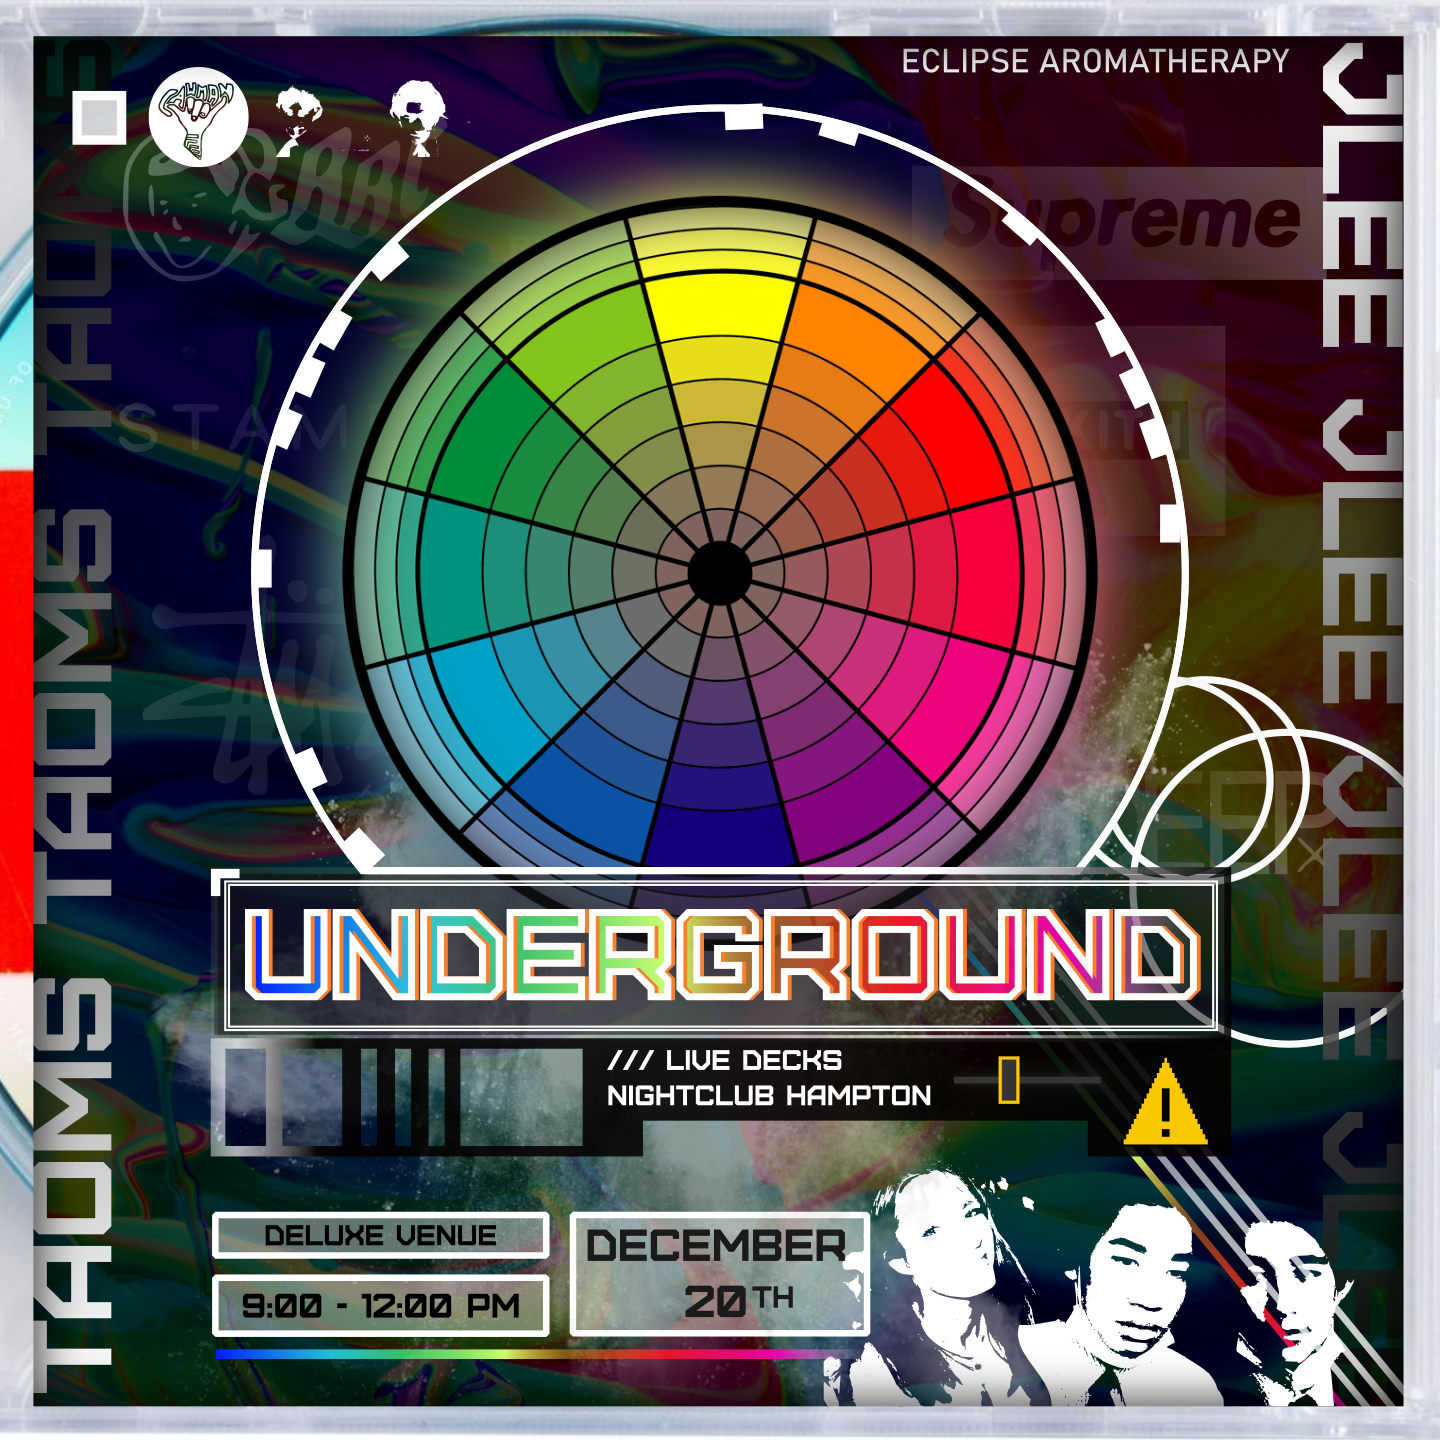 ECLIPSE AROMATHERAPY
Supreme
KITH
UNDERGROUND
/// LIVE DECKS
NIGHTCLUB HAMPTON
DELUXE VENUE
9:00 - 12:00 PM
DECEMBER
20TH
TAOMS TAOMS TAOMS
JLEE JLEE JLEE JLEE